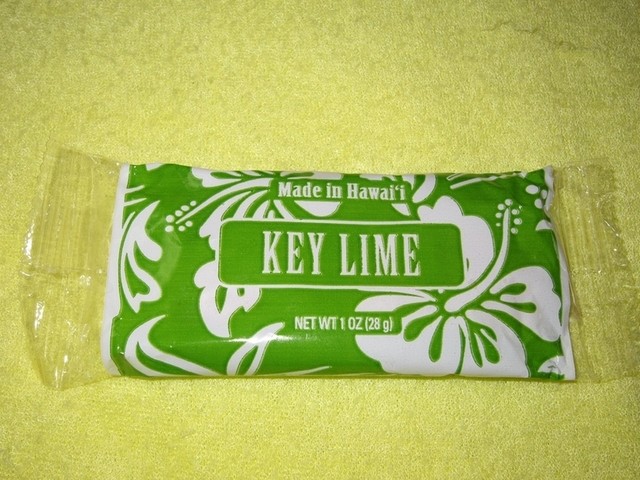 Made in Hawai‘i
KEY LIME
NET WT 1 OZ (28 g)